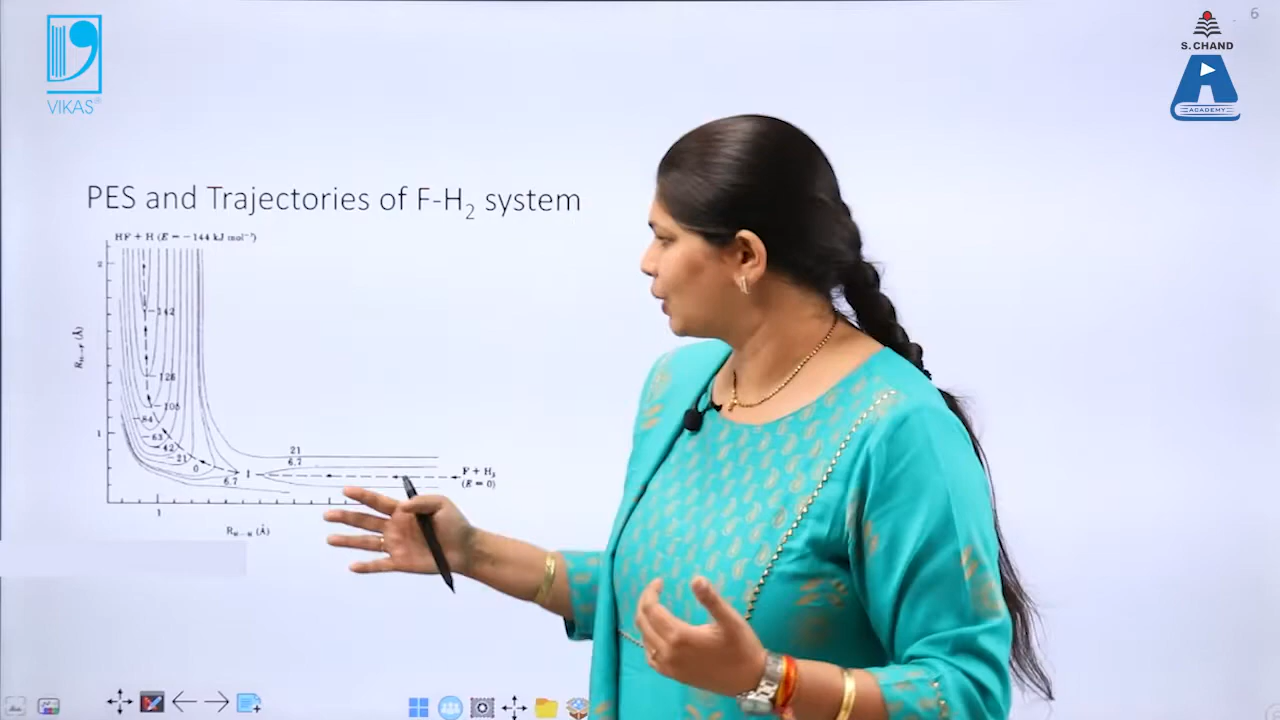 6
VIKAS®
S. CHAND
ACADEMY
PES and Trajectories of F-H₂ system
HF + H (E = −144 kJ mol⁻¹)
2
−142
−126
−105
−84
−63
−42
−21
0
6.7
1
21
6.7
F + H₂
(E = 0)
1
(Å)
(Å)